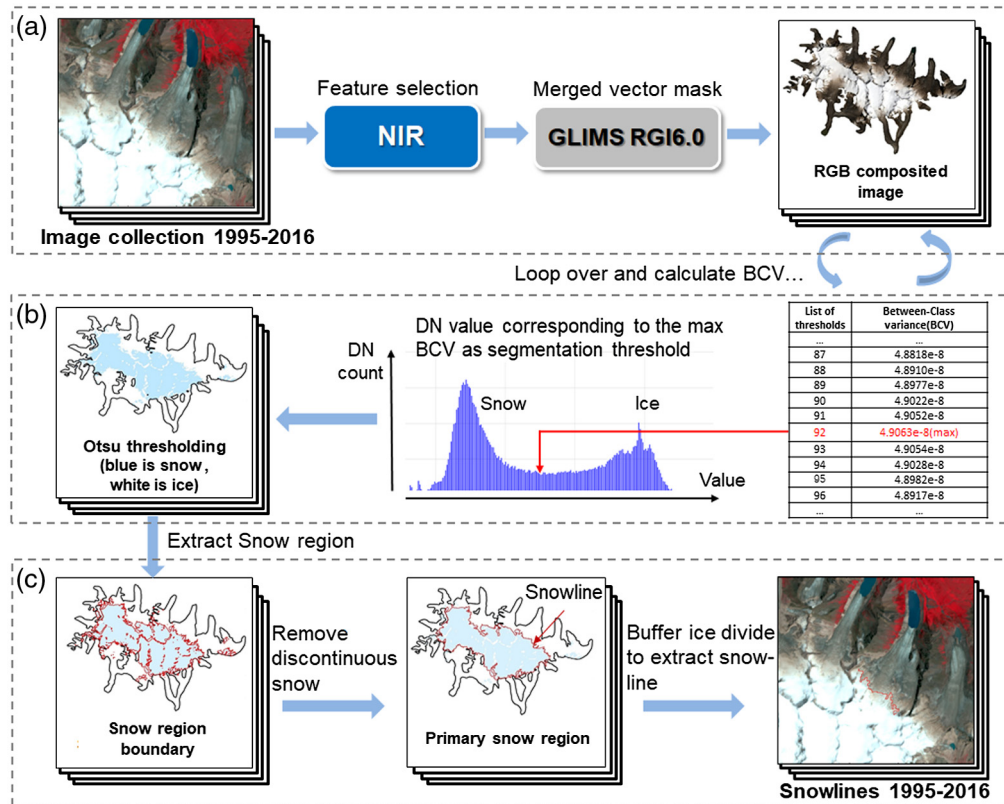 (a)
Feature selection
NIR
Merged vector mask
GLIMS RGI6.0
RGB composited
image
Image collection 1995-2016
Loop over and calculate BCV...
(b)
Otsu thresholding
(blue is snow,
white is ice)
DN value corresponding to the max
BCV as segmentation threshold
DN
count
Snow
Ice
Value
List of thresholds Between-Class variance(BCV)
... ...
87 4.8818e-8
88 4.8910e-8
89 4.8977e-8
90 4.9022e-8
91 4.9052e-8
92 4.9063e-8(max)
93 4.9054e-8
94 4.9028e-8
95 4.8982e-8
96 4.8917e-8
... ...
Extract Snow region
(c)
Snow region
boundary
Remove
discontinuous
snow
Snowline
Primary snow region
Buffer ice divide
to extract snow-
line
Snowlines 1995-2016